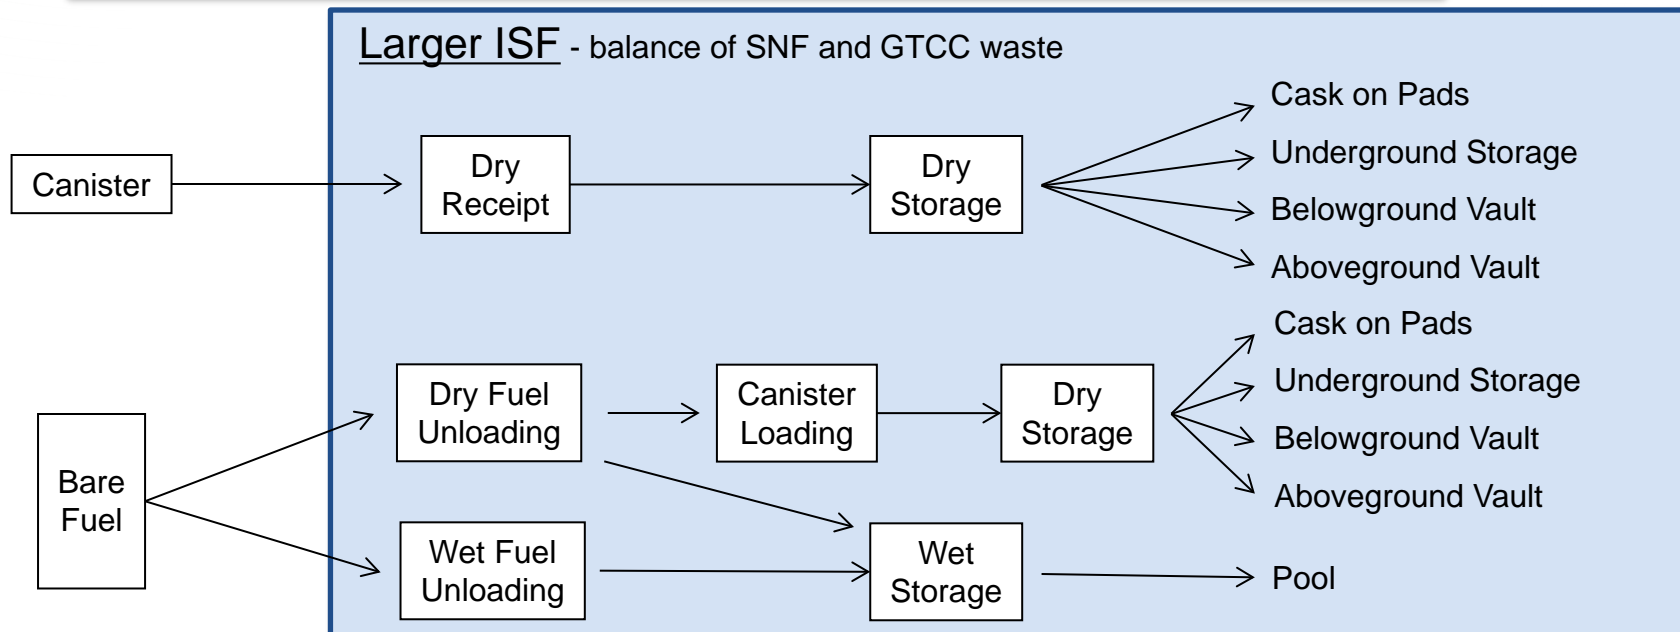 Larger ISF - balance of SNF and GTCC waste
Canister
Dry
Receipt
Dry
Storage
Cask on Pads
Underground Storage
Belowground Vault
Aboveground Vault
Bare
Fuel
Dry Fuel
Unloading
Canister
Loading
Dry
Storage
Cask on Pads
Underground Storage
Belowground Vault
Aboveground Vault
Wet Fuel
Unloading
Wet
Storage
Pool